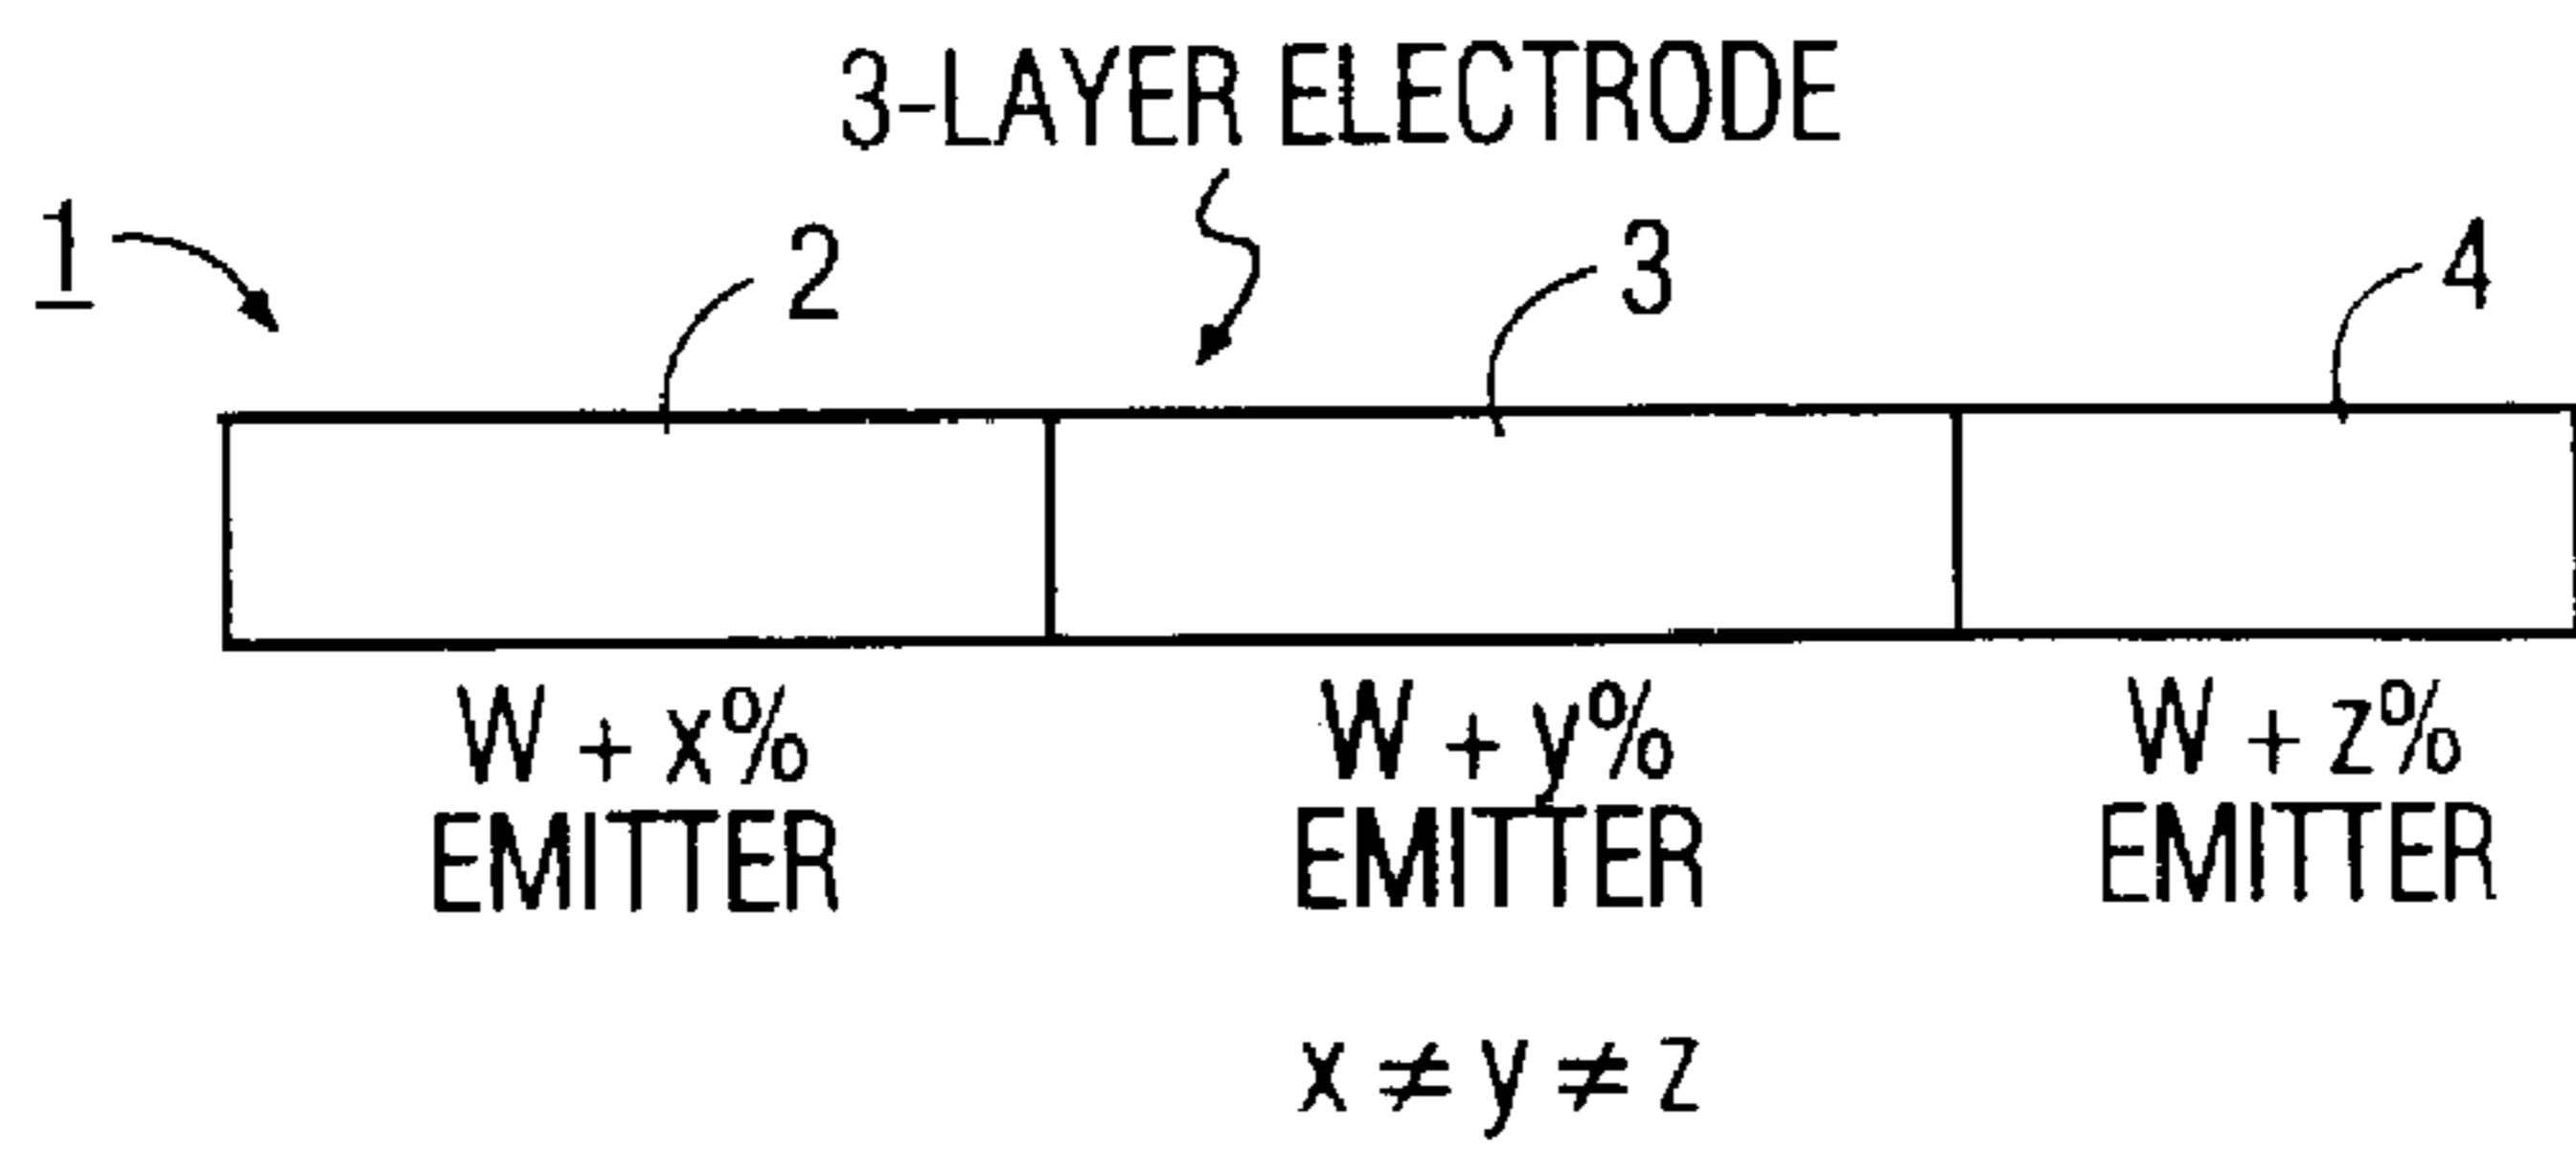 3-LAYER ELECTRODE
1 2 3 4
W + x% W + y% W + z%
EMITTER EMITTER EMITTER
x ≠ y ≠ z